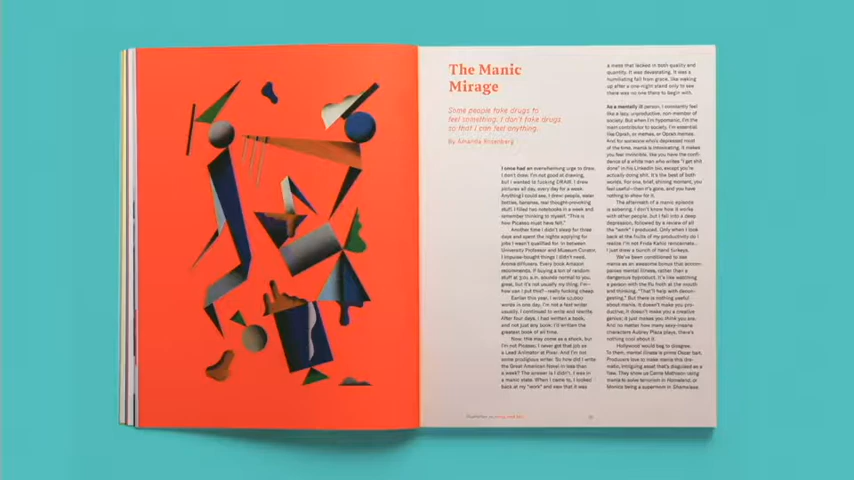 The Manic
Mirage
Some people take drugs to
feel something. I don't take drugs
so that I can feel anything.
By Amanda Rosenberg
I once had an overwhelming urge to draw.
I don't draw. I'm not good at drawing,
but I wanted to fucking DRAW. I drew
pictures all day, every day for a week.
Anything I could see, I drew people, water
bottles, bananas, real thought-provoking
stuff. I filled two notebooks in a week and
remember thinking to myself, "This is
how Picasso must have felt."
Another time I didn't sleep for three
days and spent the nights applying for
jobs I wasn't qualified for. In between
University Professor and Museum Curator,
I impulse-bought things I didn't need.
Aroma diffusers. Every book Amazon
recommends. If buying a ton of random
stuff at 3:00 a.m. sounds normal to you,
great, but it's not usually my thing. I'm—
how can I put this?—really fucking cheap.
Earlier this year, I wrote
words in one day. I'm not a fast writer
usually. I continued to write and rewrite.
After four days, I had written a book,
and not just any book. I'd written the
greatest book of all time.
Now, this may come as a shock, but
I'm not Picasso, I never got that job as
a Lead Animator at Pixar. And I'm not
some prodigious writer. So how did I write
the Great American Novel in less than
a week? The answer is I didn't. I was in
a manic state. When I came to, I looked
back at my "work" and saw that it was
a mess that lacked in both quality and
quantity. It was devastating. It was a
humiliating fall from grace, like waking
up after a one-night stand only to see
there was no one there to begin with.
As a mentally ill person, I constantly feel
like a lazy, unproductive, non-member of
society. But when I'm hypomanic, I'm the
main contributor to society. I'm essential
like Oprah, or memes, or Oprah memes.
And for someone who's depressed most
of the time, mania is intoxicating. It makes
you feel invincible, like you have the confi-
dence of a white man who writes "I get shit
done" in his LinkedIn bio, except you're
actually doing shit. It's the best of both
worlds. For one, brief, shining moment, you
feel useful—then it's gone, and you have
nothing to show for it.
The aftermath of a manic episode
is sobering. I don't know how it works
with other people, but I fall into a deep
depression, followed by a review of all
the "work" I produced. Only when I look
back at the fruits of my productivity do I
realize I'm not Frida Kahlo reincarnate...
I just drew a bunch of hand turkeys.
We've been conditioned to see
mania as an awesome bonus that accom-
panies mental illness, rather than a
dangerous byproduct. It's like watching
a person with the flu froth at the mouth
and thinking, "That'll help with decon-
gesting." But there is nothing useful
about mania. It doesn't make you pro-
ductive, it doesn't make you a creative
genius; it just makes you think you are.
And no matter how many sexy-insane
characters Aubrey Plaza plays, there's
nothing cool about it.
Hollywood would beg to disagree.
To them, mental illness is prime Oscar bait.
Producers love to make mania this dra-
matic, intriguing asset that's disguised as a
flaw. They show us Carrie Mathison using
mania to solve terrorism in Homeland, or
Monica being a supermom in Shameless.